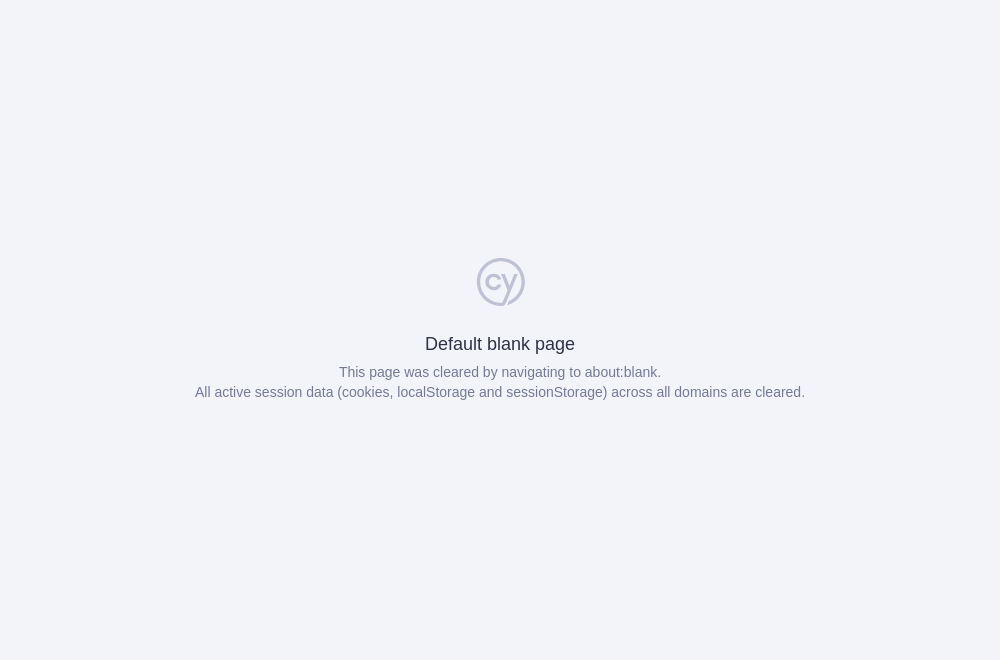 cy
Default blank page
This page was cleared by navigating to about:blank.
All active session data (cookies, localStorage and sessionStorage) across all domains are cleared.